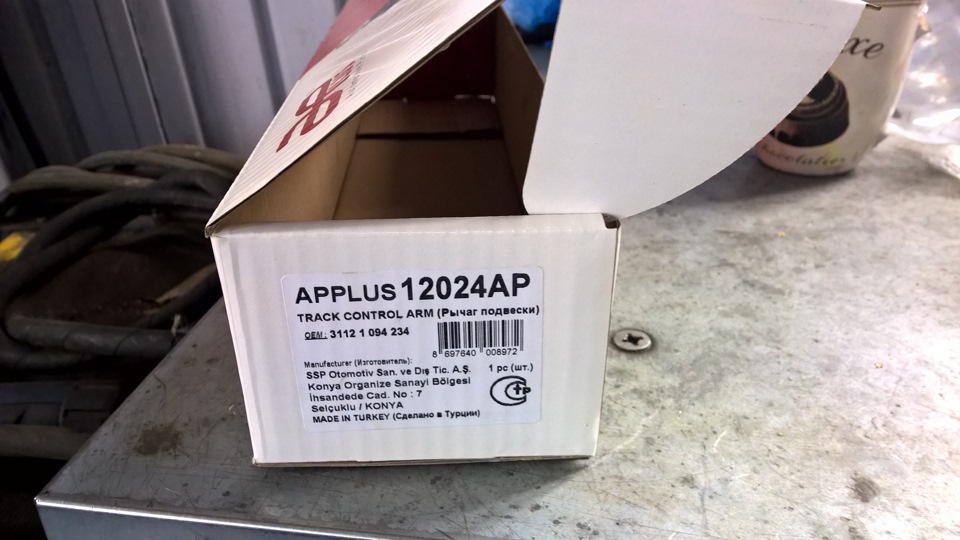 APPLUS 12024AP
TRACK CONTROL ARM (Рычаг подвески)
OEM : 3112 1 094 234
8 697640 008972
Manufacturer (Изготовитель):
SSP Otomotiv San. ve Dış Tic. A.Ş.
1 pc (шт.)
Konya Organize Sanayi Bölgesi
İhsandede Cad. No : 7
Selçuklu / KONYA
MADE IN TURKEY (Сделано в Турции)